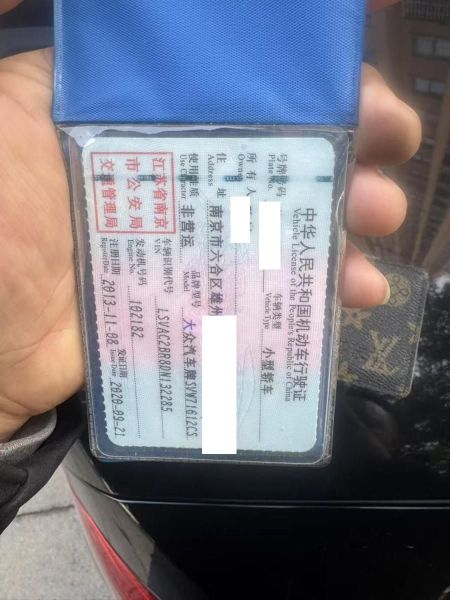 中华人民共和国机动车行驶证
Vehicle License of the People's Republic of China
号牌号码
Plate No.
车辆类型
Vehicle Type
小型轿车
所有人
Owner
住址
Address
南京市六合区雄州
使用性质
Use Character
非营运
品牌型号
Model
大众汽车牌SVW71612CS
江苏省南京
市公安局
交通管理局
车辆识别代号
VIN
LSVAC2BR8DN132285
发动机号码
Engine No.
102182
注册日期
Register Date
2013-11-08
发证日期
Issue Date
2020-09-21